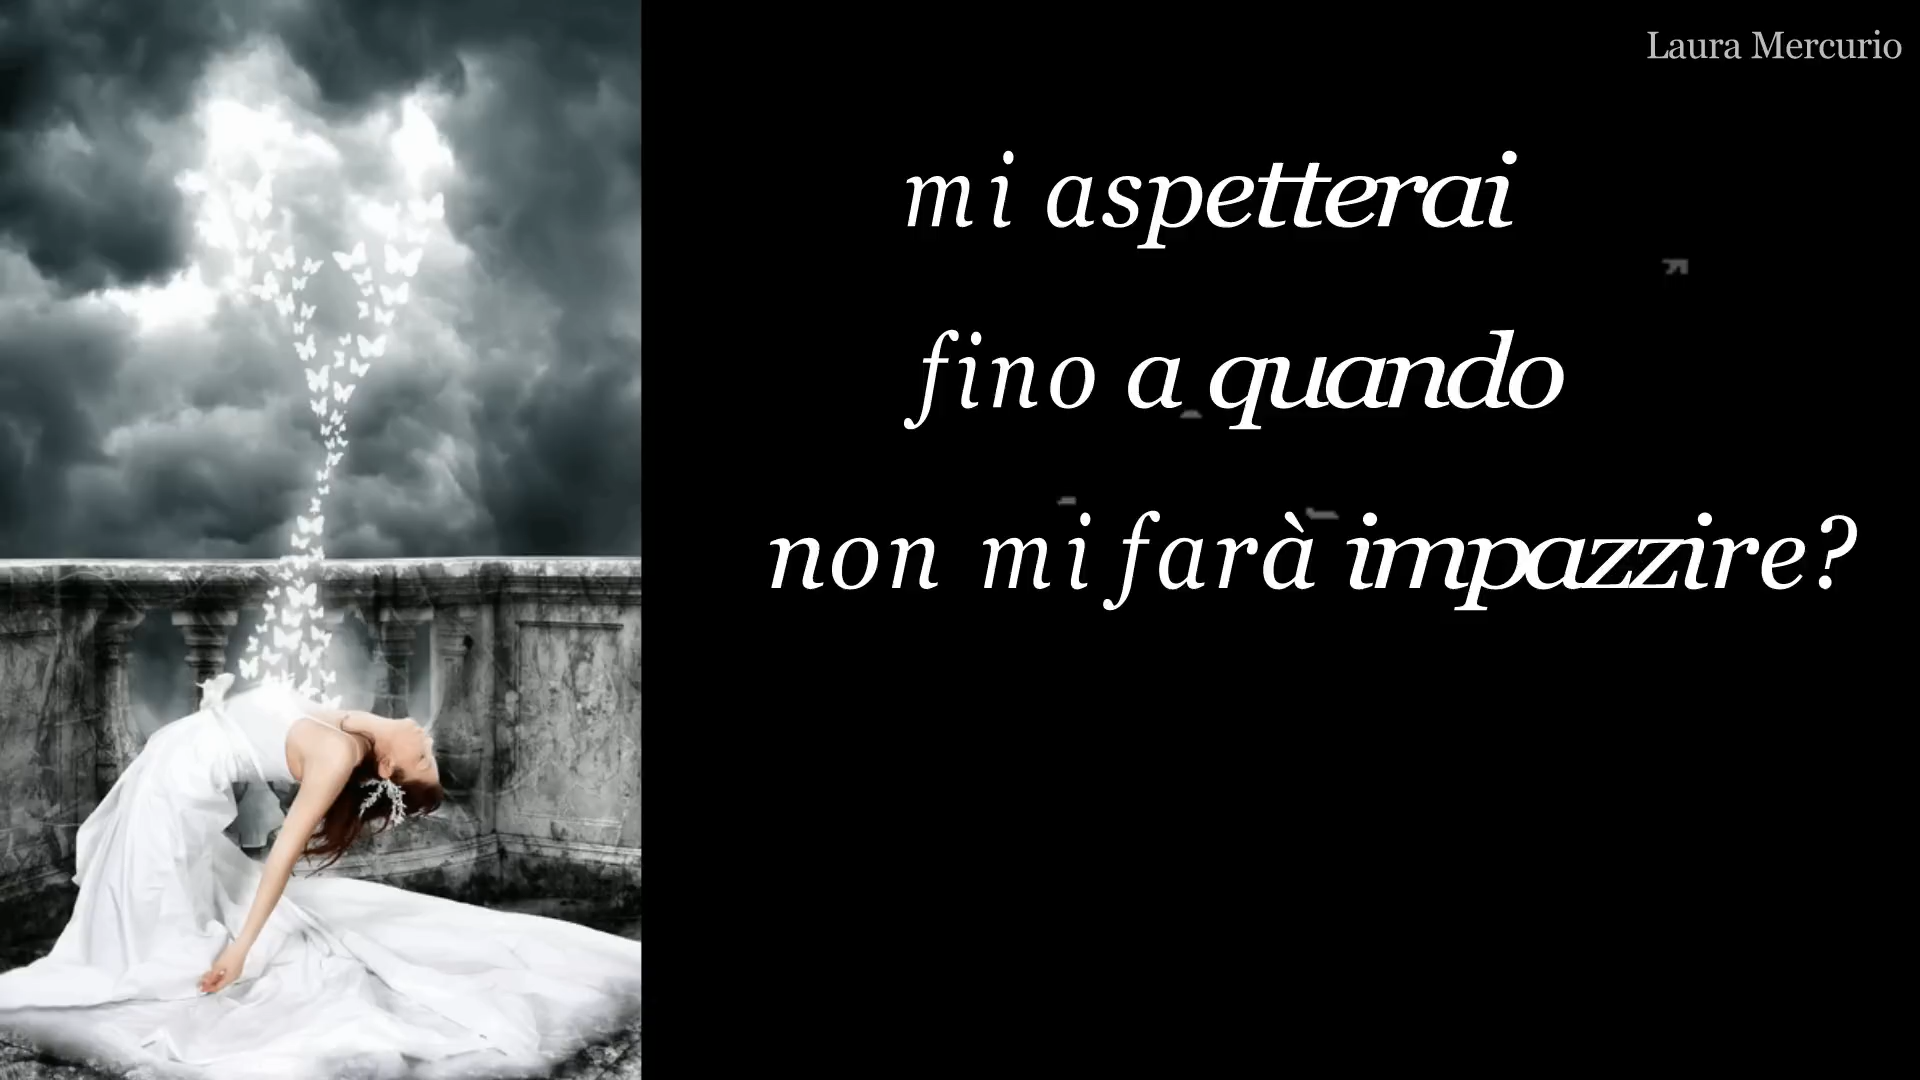 Laura Mercurio
mi aspetterai
fino a quando
non mi farà impazzire?